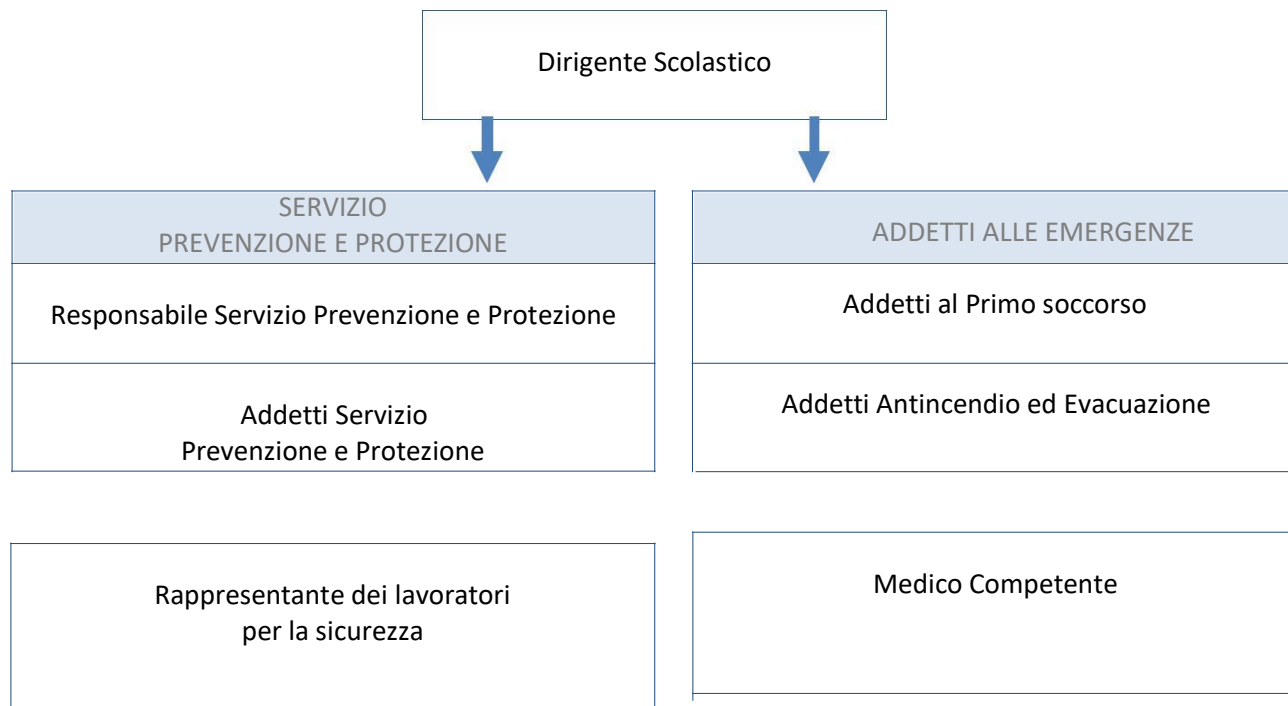 Dirigente Scolastico
SERVIZIO
PREVENZIONE E PROTEZIONE
Responsabile Servizio Prevenzione e Protezione
Addetti Servizio
Prevenzione e Protezione
ADDETTI ALLE EMERGENZE
Addetti al Primo soccorso
Addetti Antincendio ed Evacuazione
Rappresentante dei lavoratori
per la sicurezza
Medico Competente